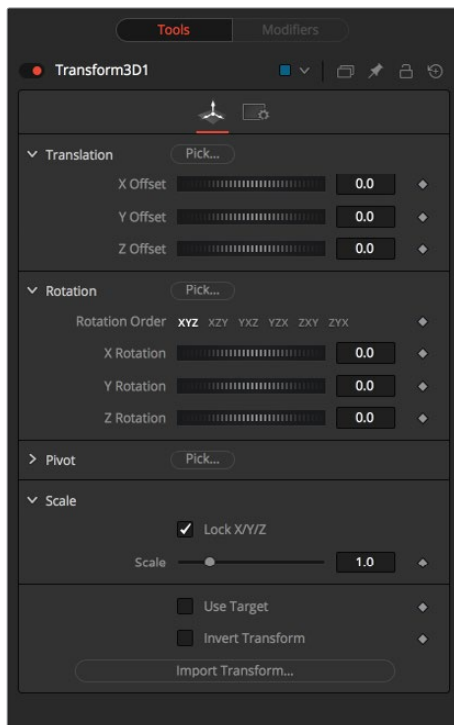 Tools Modifiers
Transform3D1
Translation Pick...
X Offset 0.0
Y Offset 0.0
Z Offset 0.0
Rotation Pick...
Rotation Order XYZ XZY YXZ YZX ZXY ZYX
X Rotation 0.0
Y Rotation 0.0
Z Rotation 0.0
Pivot Pick...
Scale
Lock X/Y/Z
Scale 1.0
Use Target
Invert Transform
Import Transform...